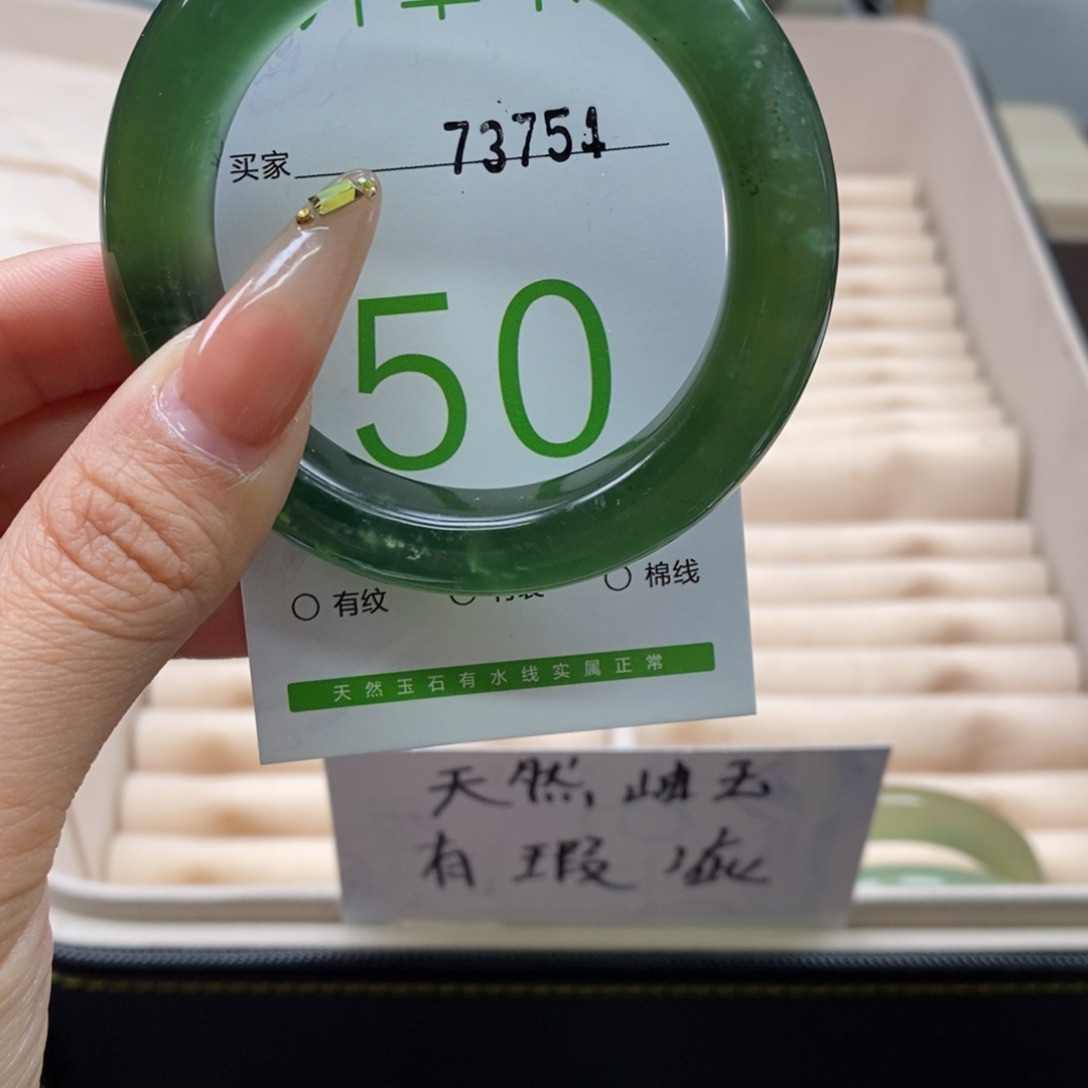 买家 73751
50
○ 有纹 ○ ○ 棉线
天然玉石有水线实属正常
天然,岫玉
有瑕疵